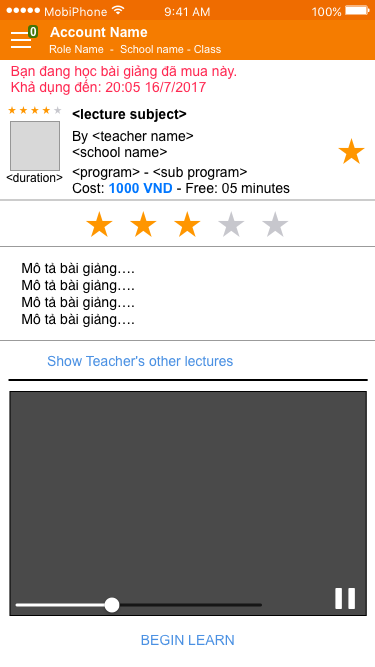 MobiPhone 9:41 AM 100%
0 Account Name
Role Name - School name - Class
Bạn đang học bài giảng đã mua này.
Khả dụng đến: 20:05 16/7/2017
<lecture subject>
By <teacher name>
<school name>
<duration>
<program> - <sub program>
Cost: 1000 VND - Free: 05 minutes
Mô tả bài giảng....
Mô tả bài giảng....
Mô tả bài giảng....
Mô tả bài giảng....
Show Teacher's other lectures
BEGIN LEARN